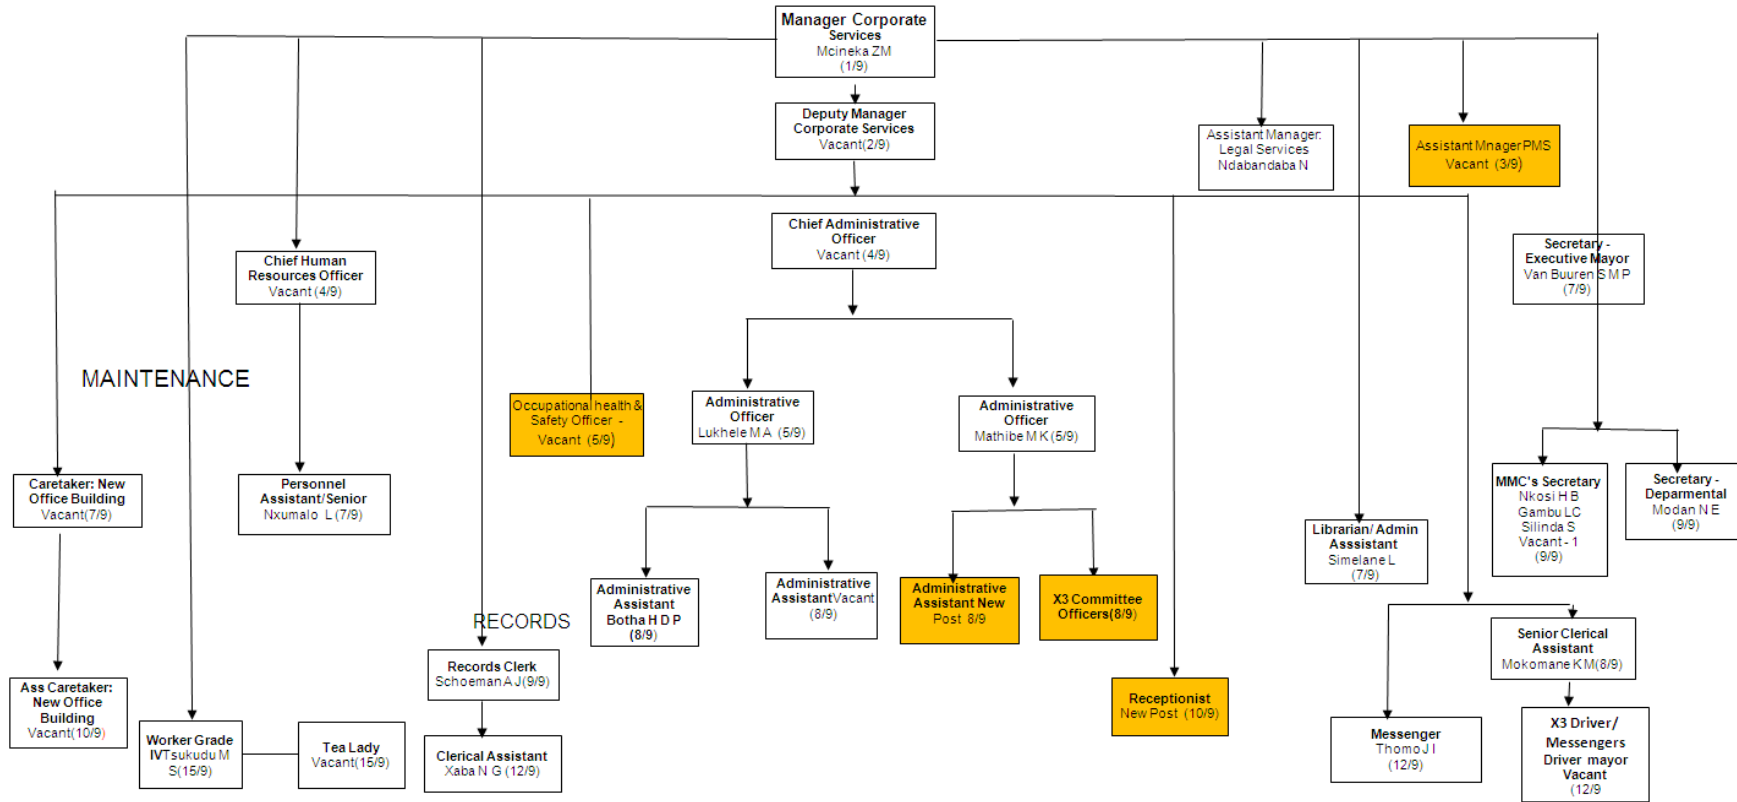 Manager Corporate
Services
Mcineka ZM
(1/9)
Deputy Manager
Corporate Services
Vacant(2/9)
Assistant Manager:
Legal Services
Ndabandaba N
Assistant Mnager PMS
Vacant (3/9)
Chief Administrative
Officer
Vacant (4/9)
Chief Human
Resources Officer
Vacant (4/9)
Secretary -
Executive Mayor
Van Buuren S M P
(7/9)
MAINTENANCE
Occupational health &
Safety Officer -
Vacant (5/9)
Administrative
Officer
Lukhele M A (5/9)
Administrative
Officer
Mathibe M K (5/9)
Caretaker: New
Office Building
Vacant(7/9)
Personnel
Assistant/Senior
Nxumalo L (7/9)
MMC's Secretary
Nkosi H B
Gambu LC
Silinda S
Vacant - 1
(9/9)
Secretary -
Deparmental
Modan N E
(9/9)
Librarian/ Admin
Asssistant
Simelane L
(7/9)
Administrative
Assistant
Botha H D P
(8/9)
Administrative
AssistantVacant
(8/9)
Administrative
Assistant New
Post 8/9
X3 Committee
Officers(8/9)
RECORDS
Records Clerk
Schoeman A J(9/9)
Senior Clerical
Assistant
Mokomane K M(8/9)
Ass Caretaker:
New Office
Building
Vacant(10/9)
Receptionist
New Post (10/9)
Worker Grade
IVTsukudu M
S(15/9)
Tea Lady
Vacant(15/9)
Clerical Assistant
Xaba N G (12/9)
Messenger
Thomo J I
(12/9)
X3 Driver/
Messengers
Driver mayor
Vacant
(12/9